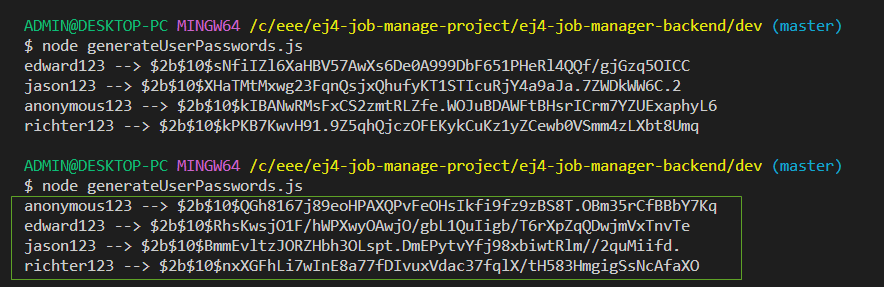 ADMIN@DESKTOP-PC MINGW64 /c/eee/ej4-job-manage-project/ej4-job-manager-backend/dev (master)
$ node generateUserPasswords.js
edward123 --> $2b$10$sNfiIZl6XaHBV57AwXs6De0A999DbF651PHeRl4QQf/gjGzq5OICC
jason123 --> $2b$10$XHaTMtMxwg23FqnQsjxQhufyKT1STIcuRjY4a9aJa.7ZWDkWW6C.2
anonymous123 --> $2b$10$kIBANwRMsFxCS2zmtRLZfe.WOJuBDAWFtBHsrICrm7YZUExaphyL6
richter123 --> $2b$10$kPKB7KwvH91.9Z5qhQjczOFEKykCuKz1yZCewb0VSmm4zLXbt8Umq
ADMIN@DESKTOP-PC MINGW64 /c/eee/ej4-job-manage-project/ej4-job-manager-backend/dev (master)
$ node generateUserPasswords.js
anonymous123 --> $2b$10$QGh8167j89eoHPAXQPvFeOHsIkfi9fz9zBS8T.OBm35rCfBBbY7Kq
edward123 --> $2b$10$RhsKwsjO1F/hWPXwyOAwjO/gbL1QuIigb/T6rXpZqQDwjmVxTnvTe
jason123 --> $2b$10$BmmEvltzJORZHbh3OLspt.DmEPytvYfj98xbiwtRlm//2quMiifd.
richter123 --> $2b$10$nxXGFhLi7wInE8a77fDIvuxVdac37fqlX/tH583HmgigSsNcAfaXO